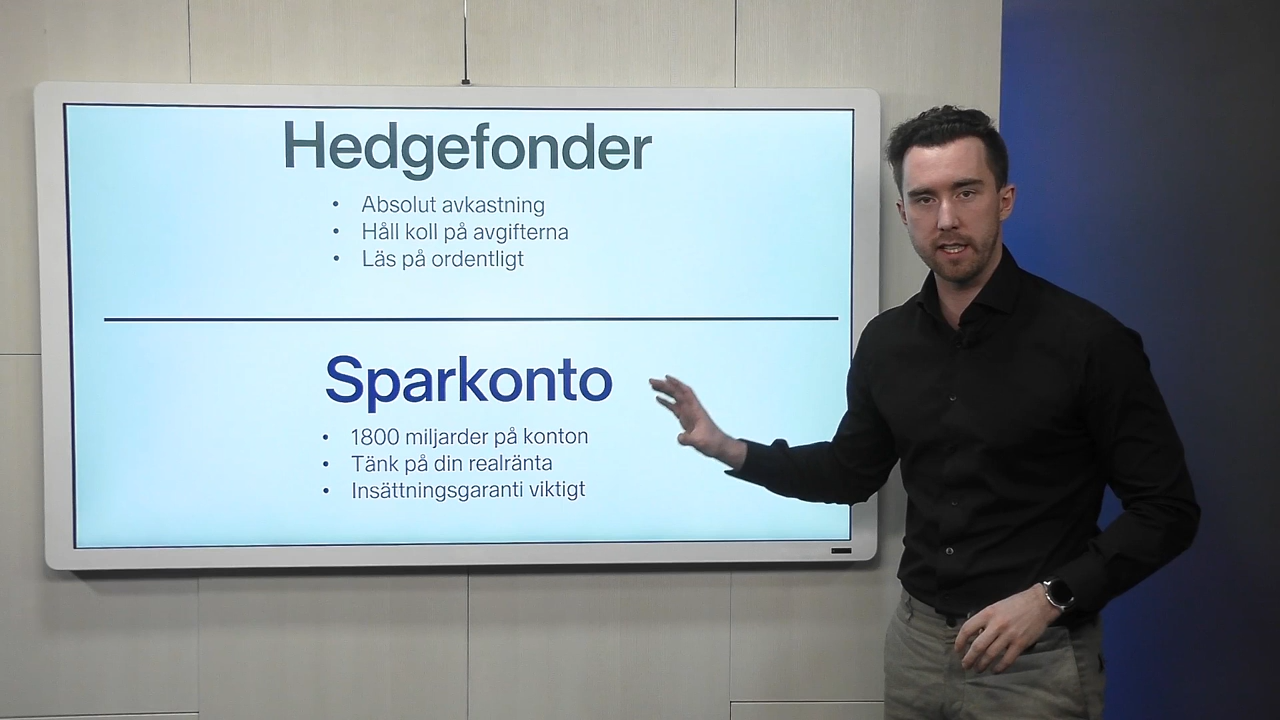 Hedgefonder
• Absolut avkastning
• Håll koll på avgifterna
• Läs på ordentligt
Sparkonto
• 1800 miljarder på konton
• Tänk på din realränta
• Insättningsgaranti viktigt